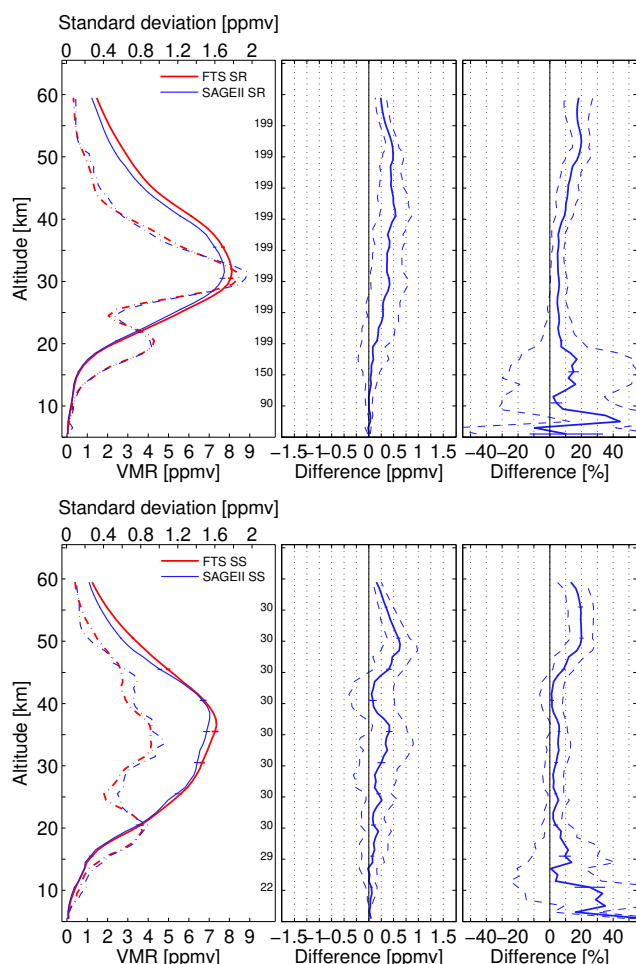 Standard deviation [ppmv]
0 0.4 0.8 1.2 1.6 2
FTS SR
SAGEII SR
60
50
40
30
20
10
Altitude [km]
199
199
199
199
199
199
199
199
150
90
0 1 2 3 4 5 6 7 8 9
VMR [ppmv]
−1.5−1−0.5 0 0.5 1 1.5
Difference [ppmv]
−40−20 0 20 40
Difference [%]
Standard deviation [ppmv]
0 0.4 0.8 1.2 1.6 2
FTS SS
SAGEII SS
60
50
40
30
20
10
Altitude [km]
30
30
30
30
30
30
30
30
29
22
0 1 2 3 4 5 6 7 8 9
VMR [ppmv]
−1.5−1−0.5 0 0.5 1 1.5
Difference [ppmv]
−40−20 0 20 40
Difference [%]